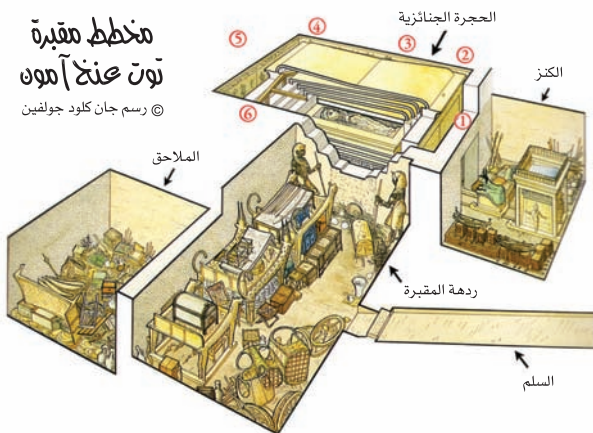 مخطط مقبرة
توت عنخ آمون
© رسم جان كلود جولفين
الحجرة الجنائزية
الكنز
الملاحق
ردهة المقبرة
السلم
①
②
③
④
⑤
⑥